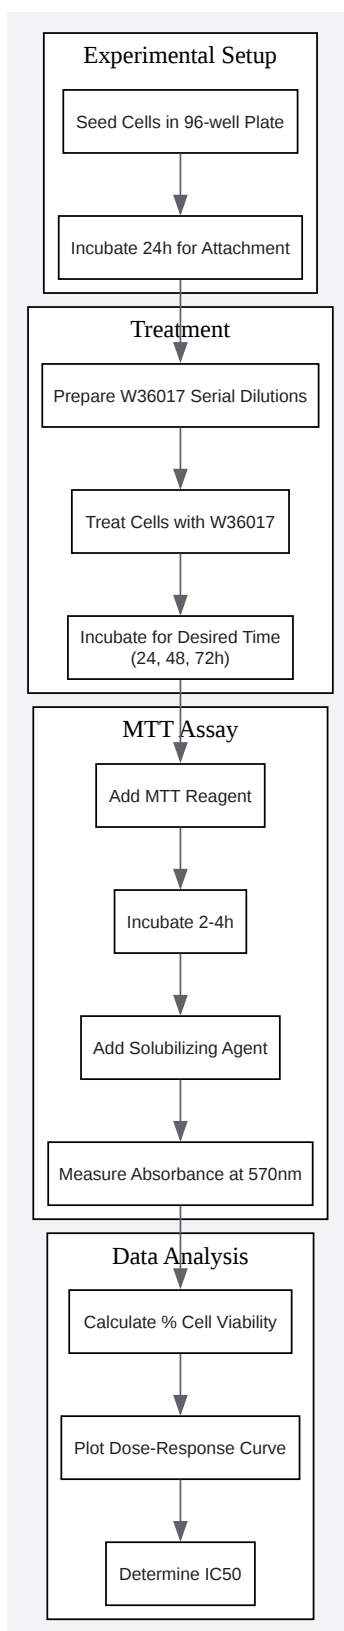 Experimental Setup
Seed Cells in 96-well Plate
Incubate 24h for Attachment
Treatment
Prepare W36017 Serial Dilutions
Treat Cells with W36017
Incubate for Desired Time
(24, 48, 72h)
MTT Assay
Add MTT Reagent
Incubate 2-4h
Add Solubilizing Agent
Measure Absorbance at 570nm
Data Analysis
Calculate % Cell Viability
Plot Dose-Response Curve
Determine IC50